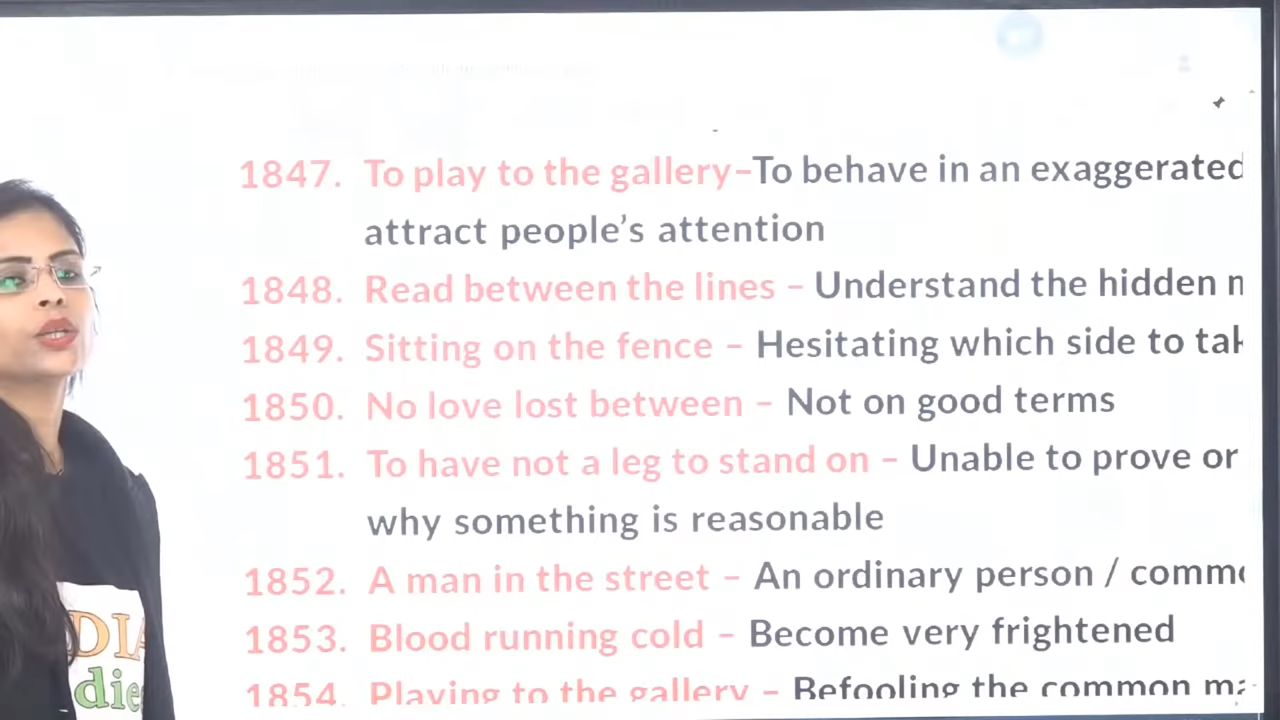 1847. To play to the gallery–To behave in an exaggerated
attract people's attention
1848. Read between the lines – Understand the hidden
1849. Sitting on the fence – Hesitating which side to
1850. No love lost between – Not on good terms
1851. To have not a leg to stand on – Unable to prove or
why something is reasonable
1852. A man in the street – An ordinary person /
1853. Blood running cold – Become very frightened
1854. Playing to the gallery – Befooling the common